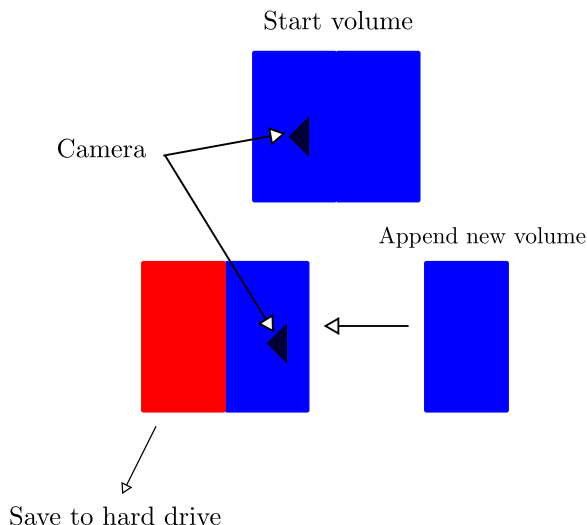 Start volume
Camera
Append new volume
Save to hard drive